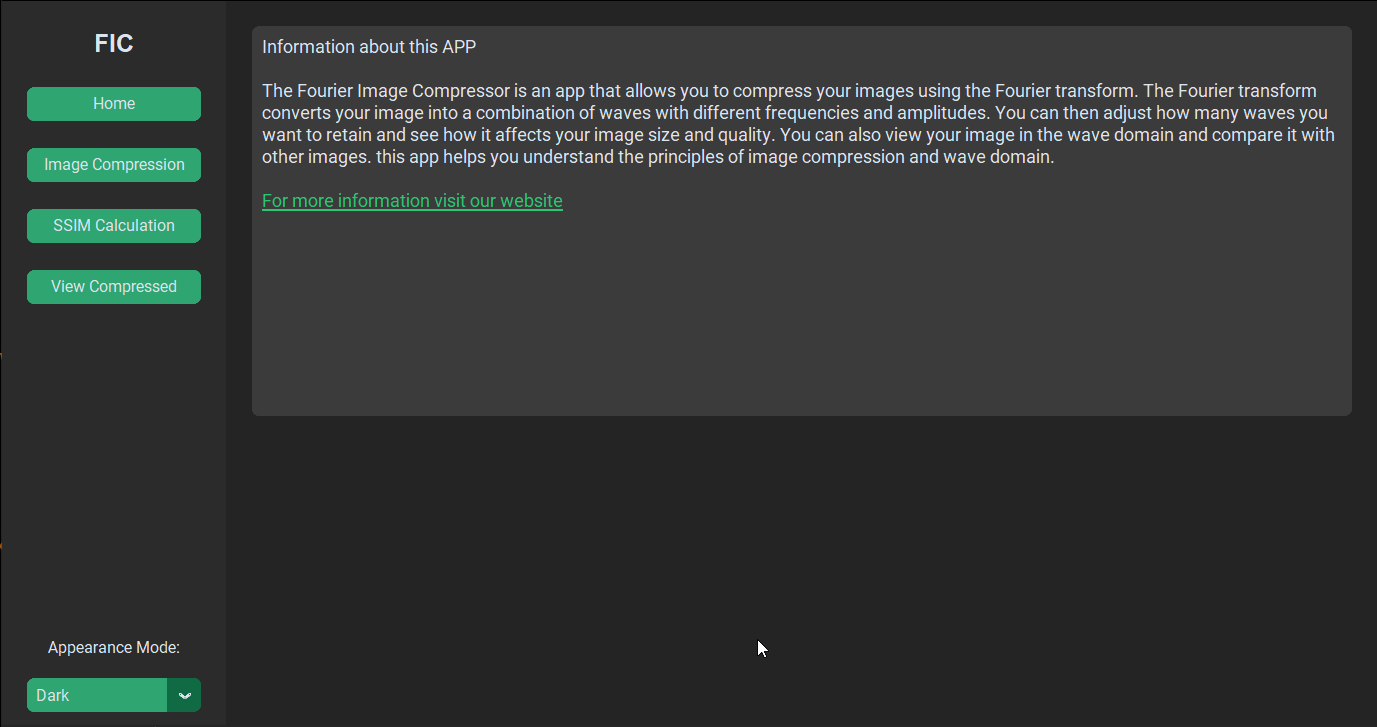 FIC
Home
Image Compression
SSIM Calculation
View Compressed
Appearance Mode:
Dark
Information about this APP
The Fourier Image Compressor is an app that allows you to compress your images using the Fourier transform. The Fourier transform
converts your image into a combination of waves with different frequencies and amplitudes. You can then adjust how many waves you
want to retain and see how it affects your image size and quality. You can also view your image in the wave domain and compare it with
other images. this app helps you understand the principles of image compression and wave domain.
For more information visit our website